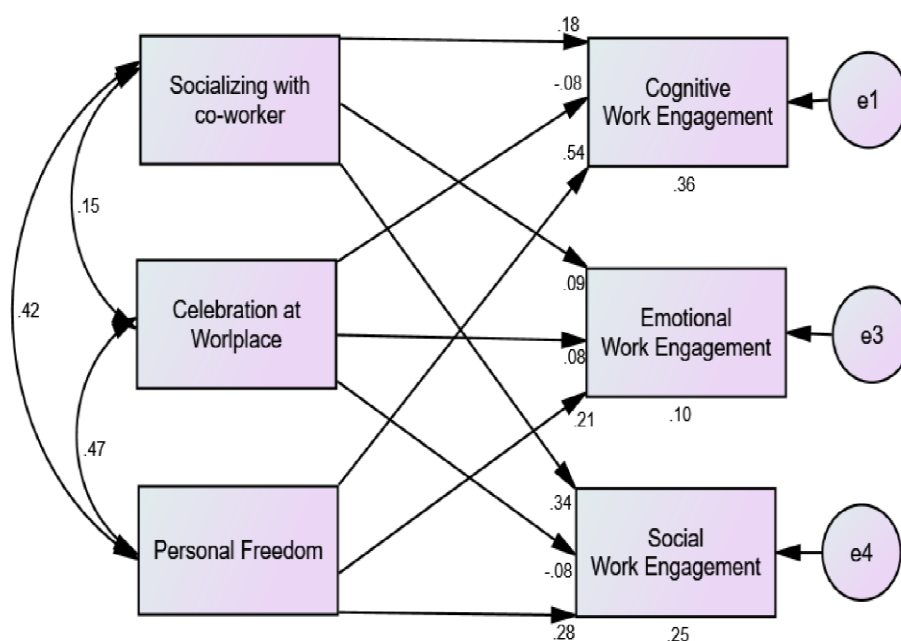 .18
Socializing with
co-worker
-.08
Cognitive
Work Engagement
e1
.54
.36
.15
.42
Celebration at
Worlplace
.09
.08
Emotional
Work Engagement
e3
.21
.10
.47
Personal Freedom
.34
-.08
Social
Work Engagement
e4
.28
.25